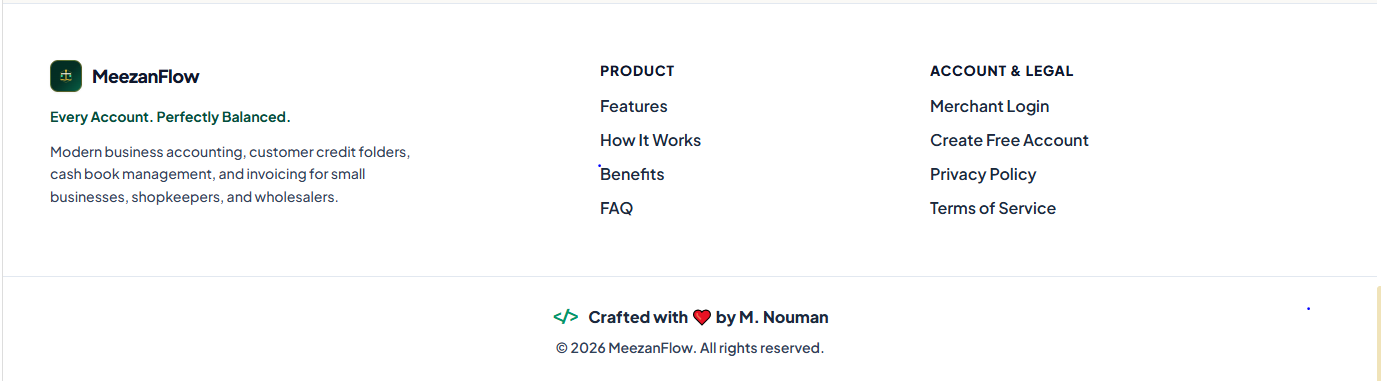 MeezanFlow
Every Account. Perfectly Balanced.
Modern business accounting, customer credit folders,
cash book management, and invoicing for small
businesses, shopkeepers, and wholesalers.
PRODUCT
Features
How It Works
Benefits
FAQ
ACCOUNT & LEGAL
Merchant Login
Create Free Account
Privacy Policy
Terms of Service
</> Crafted with ❤️ by M. Nouman
© 2026 MeezanFlow. All rights reserved.